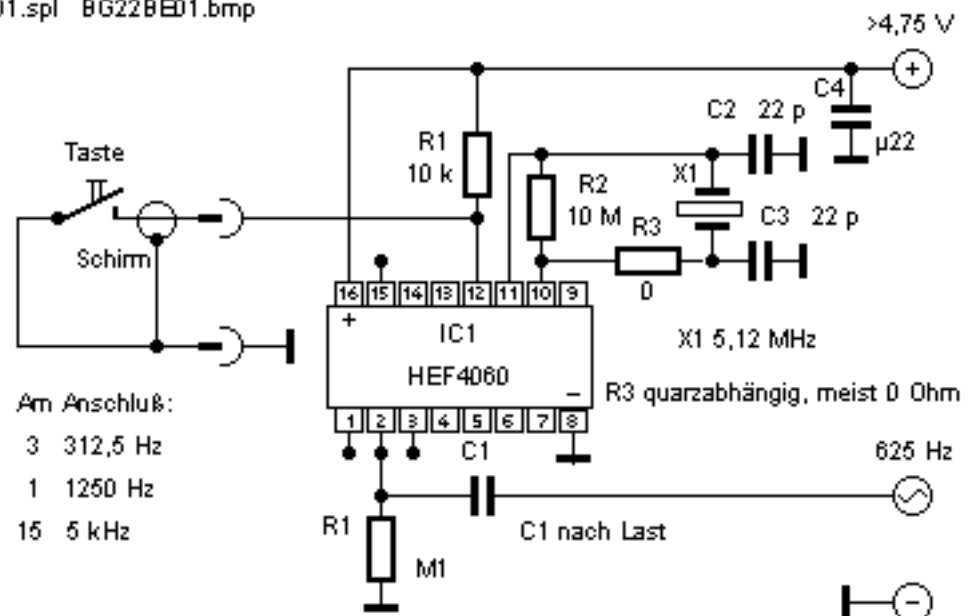 01.spl BG22BE01.bmp
>4,75 V
+
C4
µ22
C2 22 p
R1
10 k
Taste
X1
R2
10 M
R3
0
C3 22 p
Schirm
16 15 14 13 12 11 10 9
+
IC1
HEF4060
–
X1 5,12 MHz
R3 quarzabhängig, meist 0 Ohm
1 2 3 4 5 6 7 8
Am Anschluß:
3 312,5 Hz
1 1250 Hz
15 5 kHz
C1
625 Hz
C1 nach Last
R1
M1
–